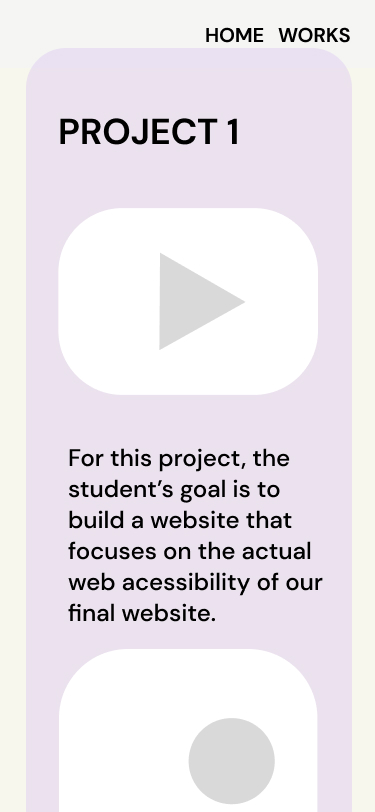 HOME WORKS
PROJECT 1
For this project, the
student’s goal is to
build a website that
focuses on the actual
web acessibility of our
final website.